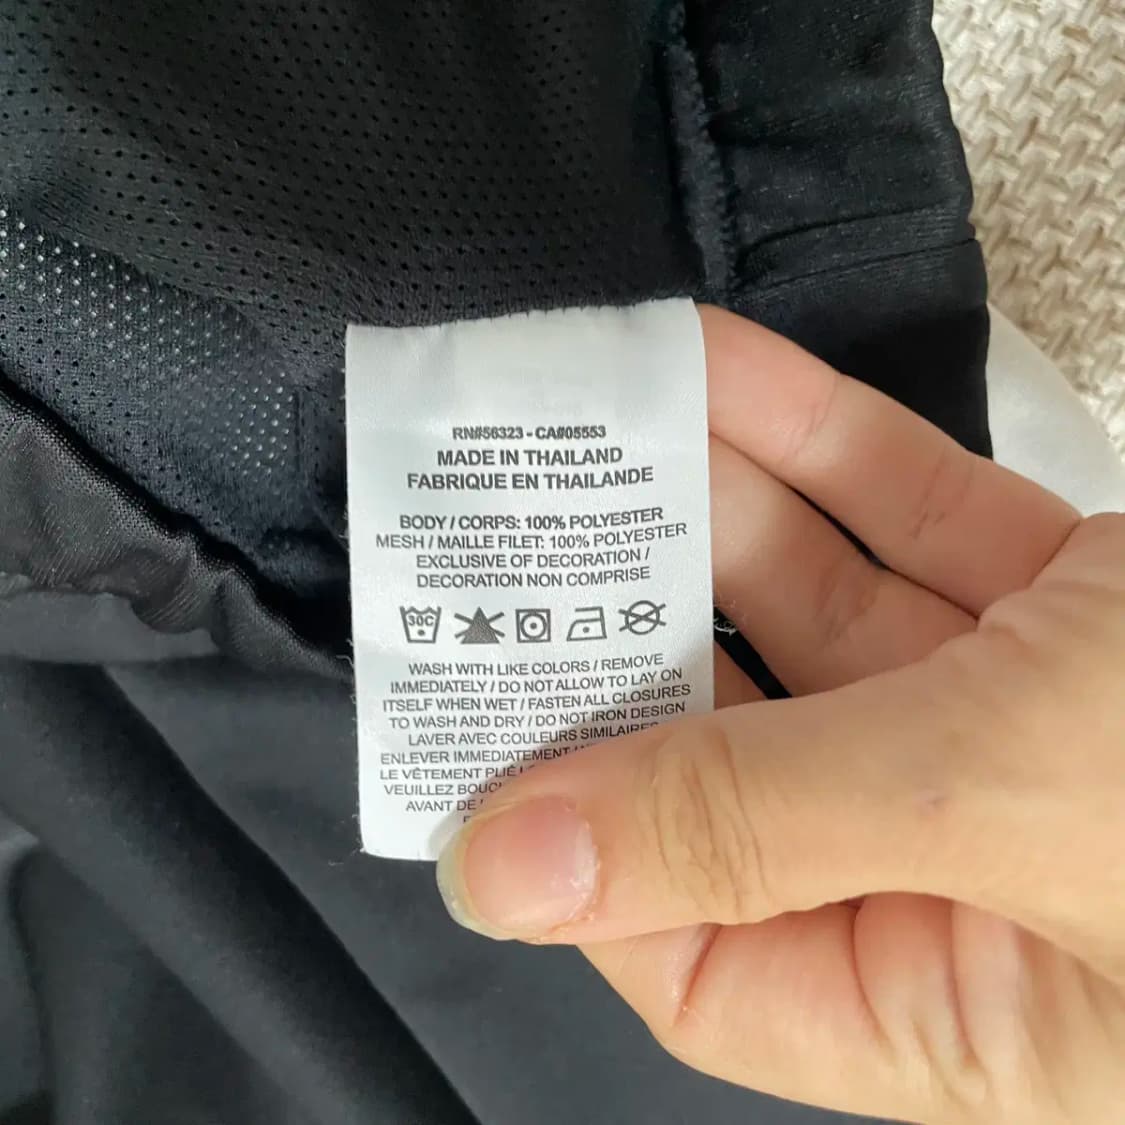 RN#56323 - CA#05553
MADE IN THAILAND
FABRIQUE EN THAILANDE
BODY / CORPS: 100% POLYESTER
MESH / MAILLE FILET: 100% POLYESTER
EXCLUSIVE OF DECORATION /
DECORATION NON COMPRISE
30C
WASH WITH LIKE COLORS / REMOVE
IMMEDIATELY / DO NOT ALLOW TO LAY ON
ITSELF WHEN WET / FASTEN ALL CLOSURES
TO WASH AND DRY / DO NOT IRON DESIGN
LAVER AVEC COULEURS SIMILAIRES
ENLEVER IMMEDIATEMENT
LE VÊTEMENT PLIÉ
VEUILLEZ
AVANT DE